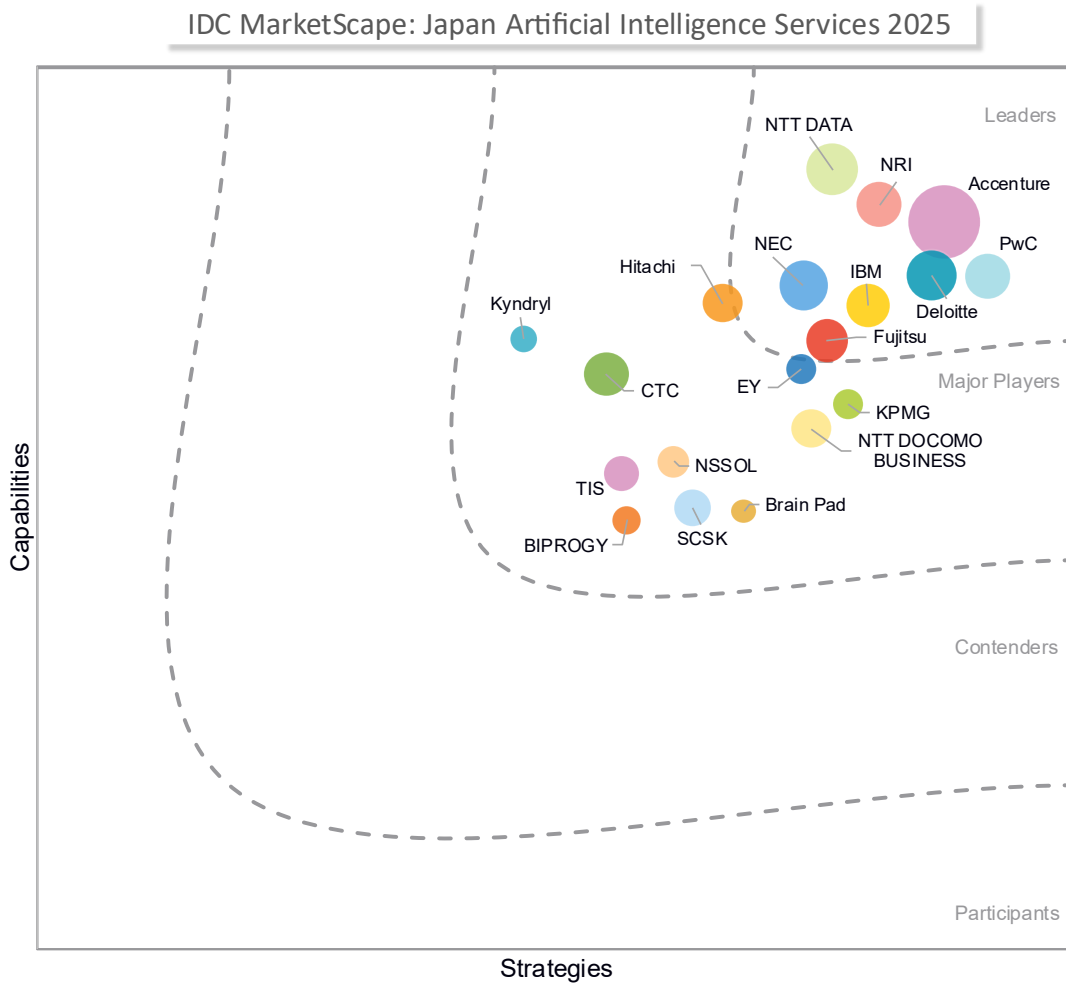 IDC MarketScape: Japan Artificial Intelligence Services 2025
Leaders
NTT DATA
NRI
Accenture
PwC
NEC
Hitachi
IBM
Kyndryl
Deloitte
Fujitsu
Major Players
EY
CTC
KPMG
NTT DOCOMO
BUSINESS
NSSOL
TIS
Brain Pad
SCSK
BIPROGY
Capabilities
Contenders
Participants
Strategies